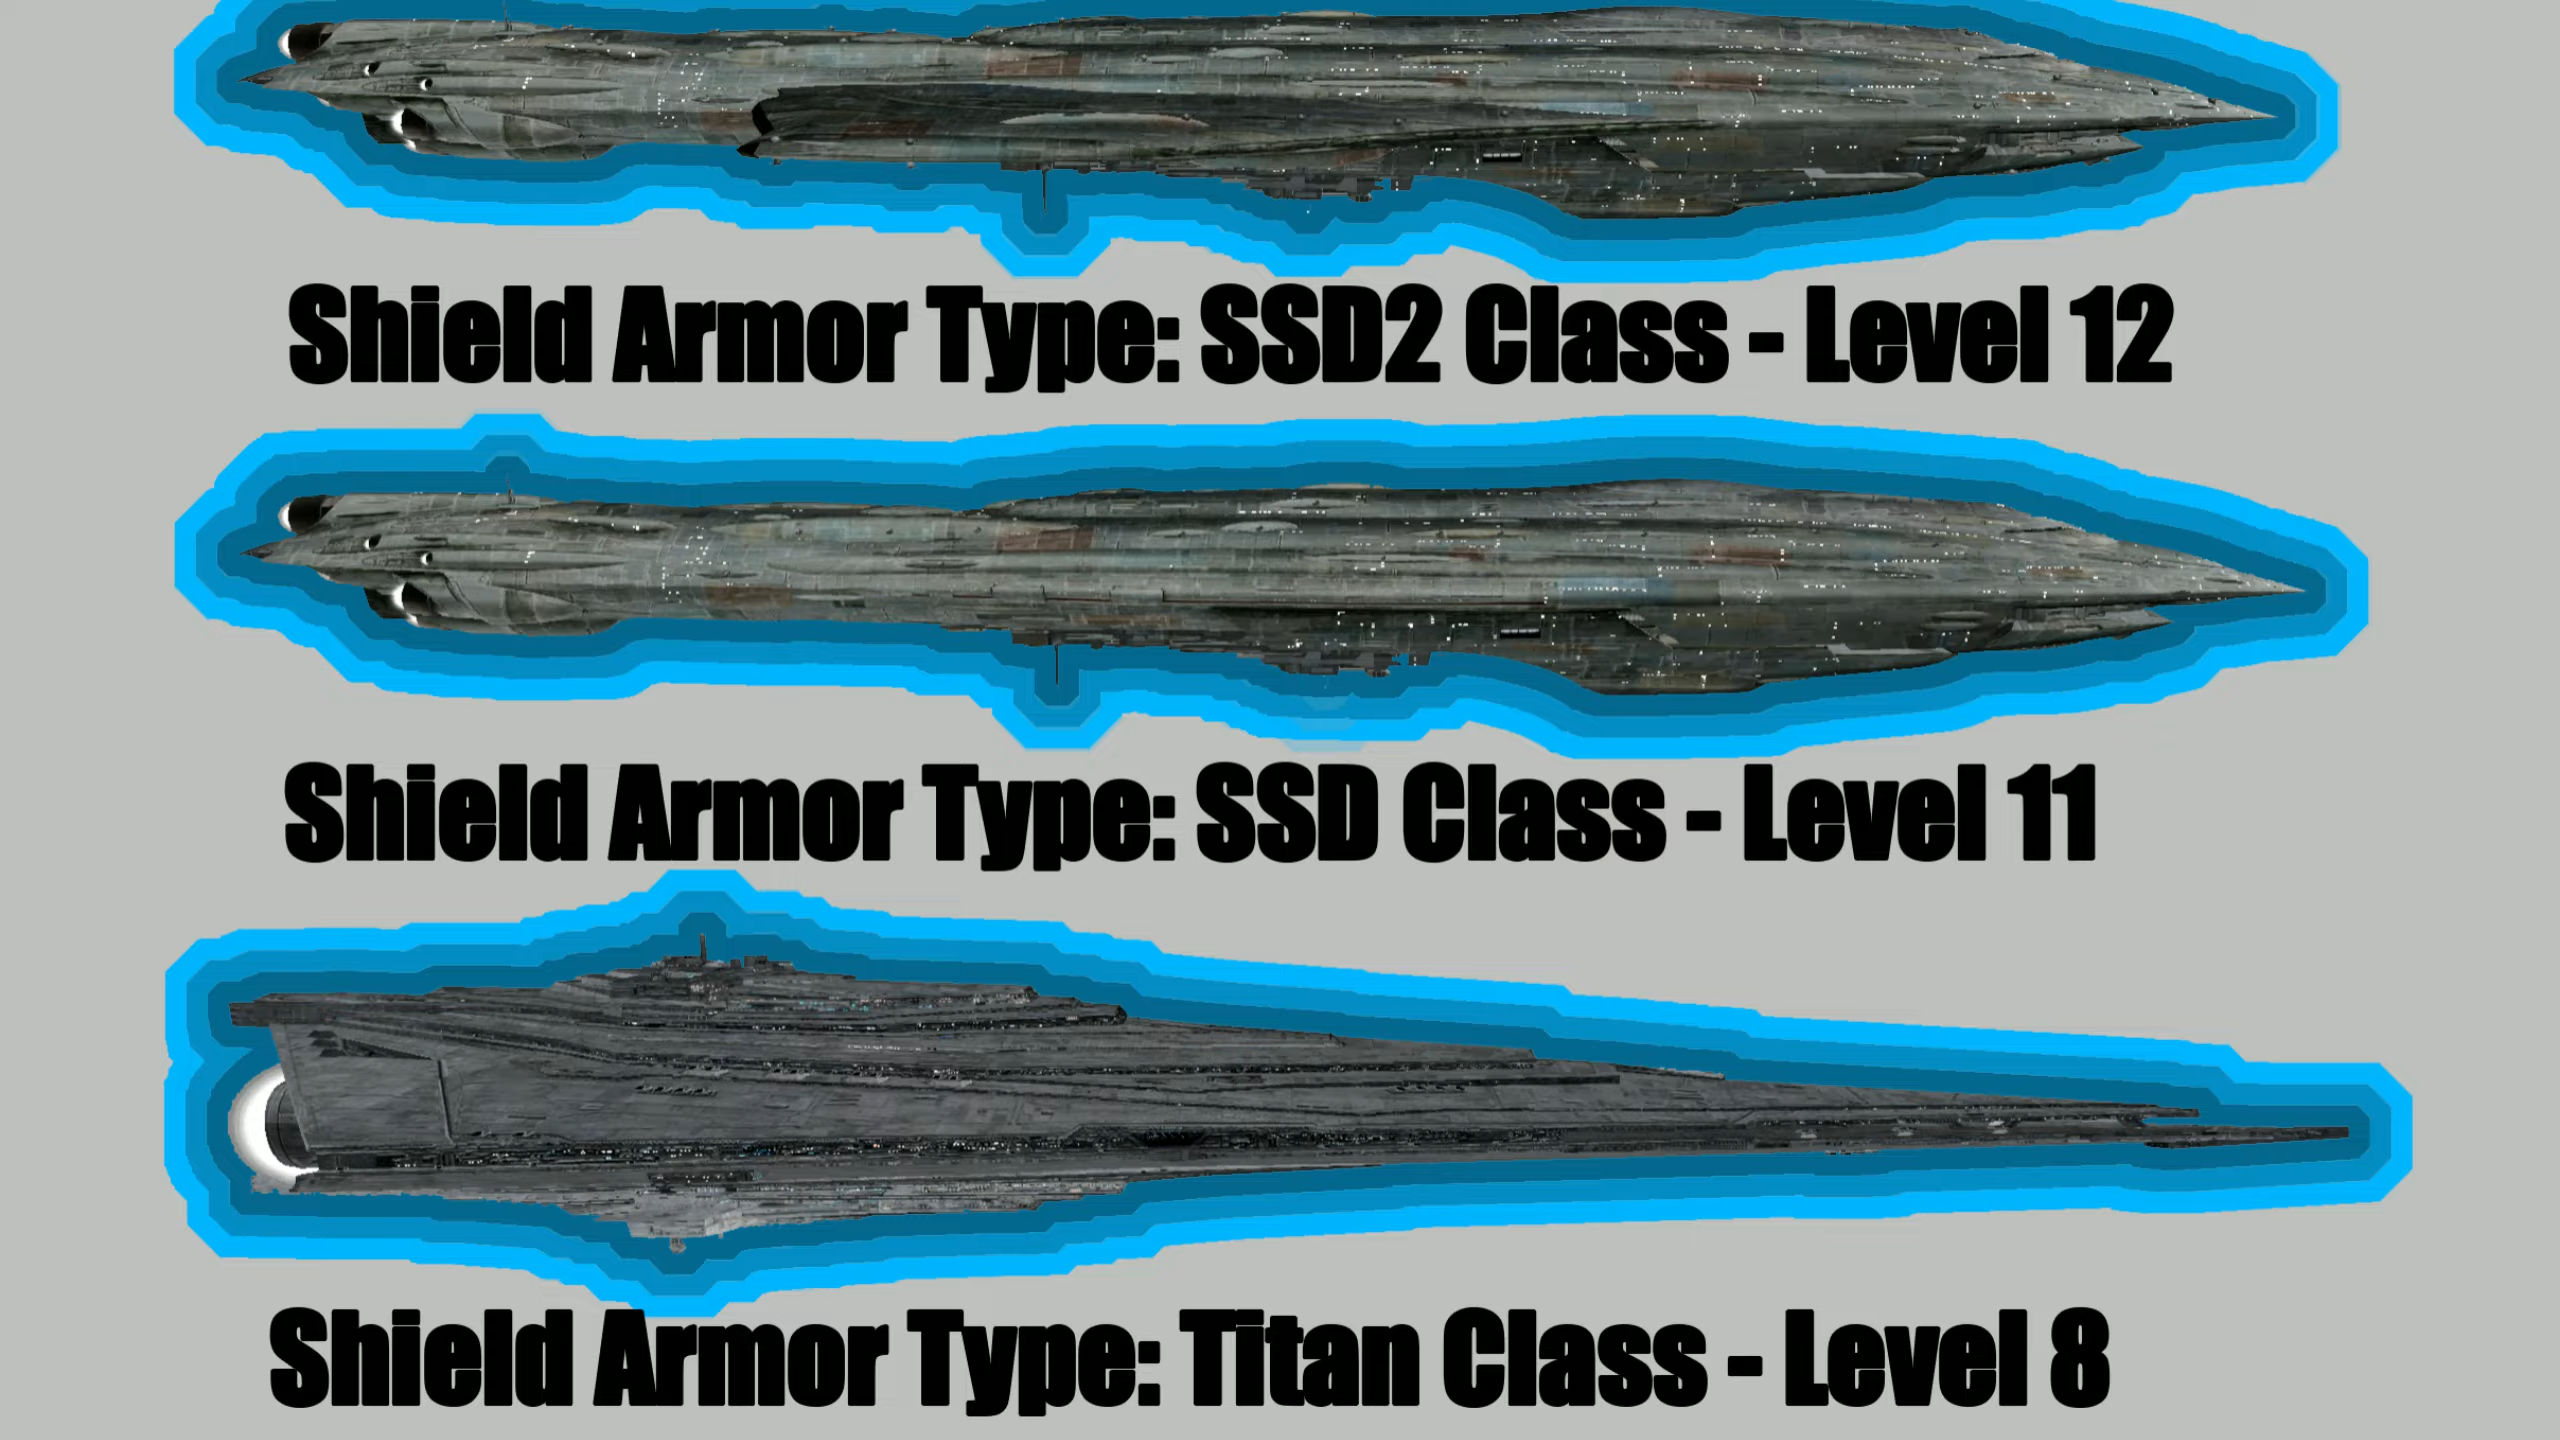 Shield Armor Type: SSD2 Class - Level 12
Shield Armor Type: SSD Class - Level 11
Shield Armor Type: Titan Class - Level 8